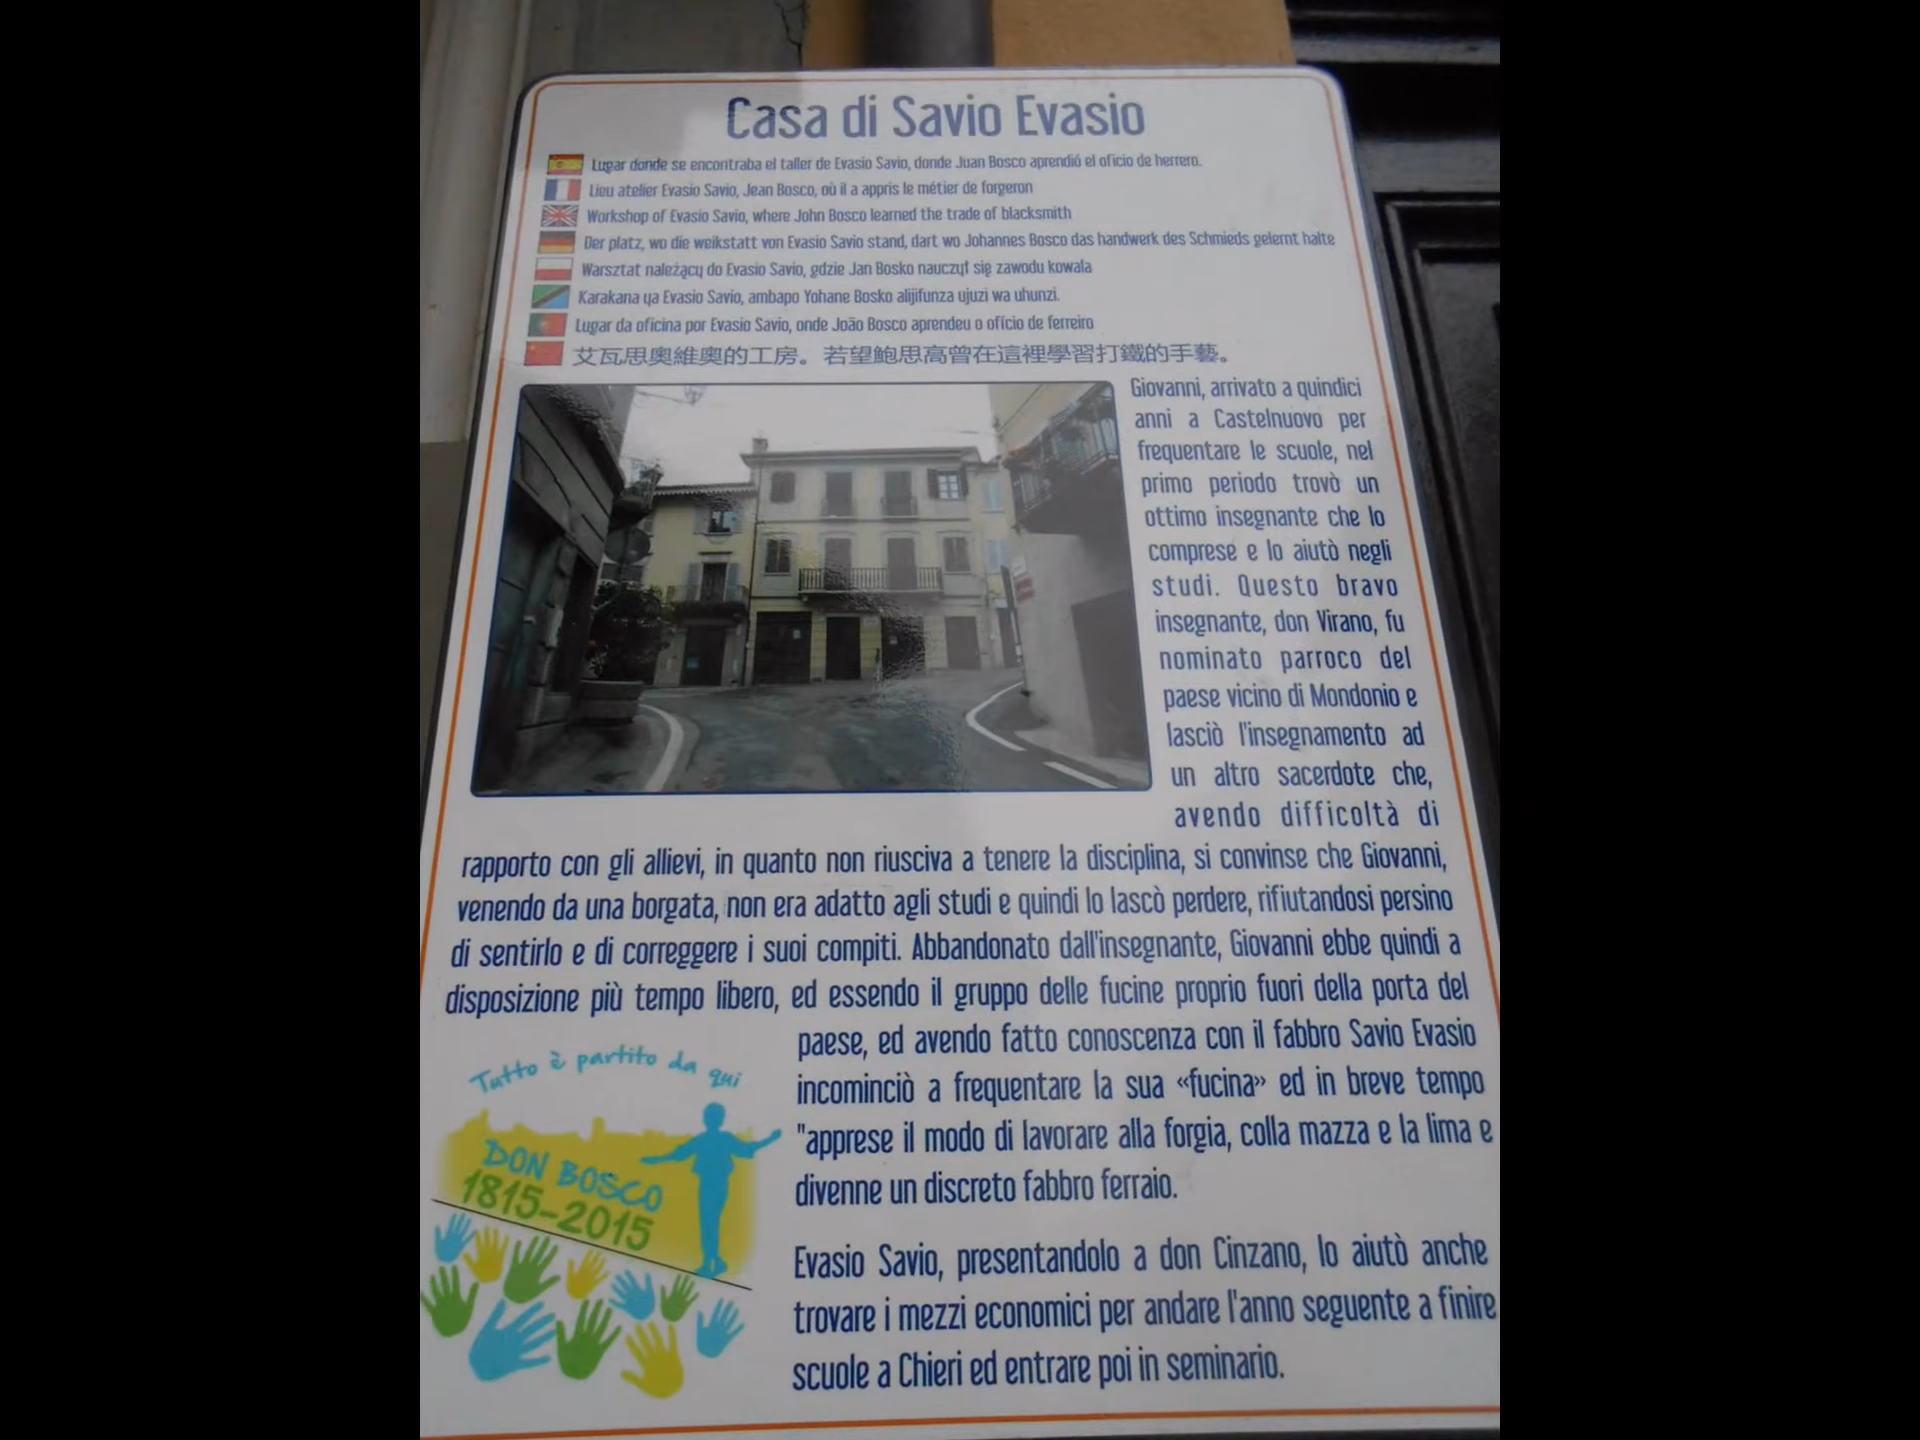 Casa di Savio Evasio
Lugar donde se encontraba el taller de Evasio Savio, donde Juan Bosco aprendió el oficio de herrero.
Lieu atelier Evasio Savio, Jean Bosco, où il a appris le métier de forgeron
Workshop of Evasio Savio, where John Bosco learned the trade of blacksmith
Der platz, wo die weikstatt von Evasio Savio stand, dart wo Johannes Bosco das handwerk des Schmieds gelernt halte
Warsztat należący do Evasio Savio, gdzie Jan Bosko nauczył się zawodu kowala
Karakana ya Evasio Savio, ambapo Yohane Bosko alijifunza ujuzi wa uhunzi.
Lugar da oficina por Evasio Savio, onde João Bosco aprendeu o ofício de ferreiro
艾瓦思奧維奧的工房。若望鮑思高曾在這裡學習打鐵的手藝。
Giovanni, arrivato a quindici
anni a Castelnuovo per
frequentare le scuole, nel
primo periodo trovò un
ottimo insegnante che lo
comprese e lo aiutò negli
studi. Questo bravo
insegnante, don Virano, fu
nominato parroco del
paese vicino di Mondonio e
lasciò l'insegnamento ad
un altro sacerdote che,
avendo difficoltà di
rapporto con gli allievi, in quanto non riusciva a tenere la disciplina, si convinse che Giovanni,
venendo da una borgata, non era adatto agli studi e quindi lo lascò perdere, rifiutandosi persino
di sentirlo e di correggere i suoi compiti. Abbandonato dall'insegnante, Giovanni ebbe quindi a
disposizione più tempo libero, ed essendo il gruppo delle fucine proprio fuori della porta del
paese, ed avendo fatto conoscenza con il fabbro Savio Evasio
incominciò a frequentare la sua «fucina» ed in breve tempo
"apprese il modo di lavorare alla forgia, colla mazza e la lima e
divenne un discreto fabbro ferraio.
Evasio Savio, presentandolo a don Cinzano, lo aiutò anche
trovare i mezzi economici per andare l'anno seguente a finire
scuole a Chieri ed entrare poi in seminario.
Tutto è partito da qui
DON BOSCO
1815-2015